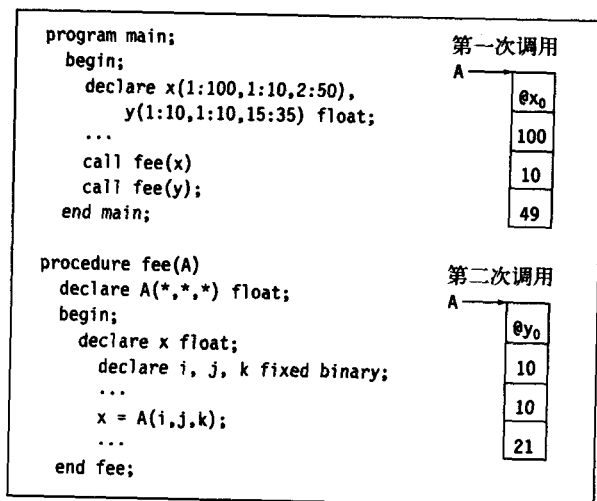 program main;
begin;
declare x(1:100,1:10,2:50),
y(1:10,1:10,15:35) float;
...
call fee(x)
call fee(y);
end main;
procedure fee(A)
declare A(*,*,*) float;
begin;
declare x float;
declare i, j, k fixed binary;
...
x = A(i,j,k);
...
end fee;
第一次调用
A
@x₀
100
10
49
第二次调用
A
@y₀
10
10
21